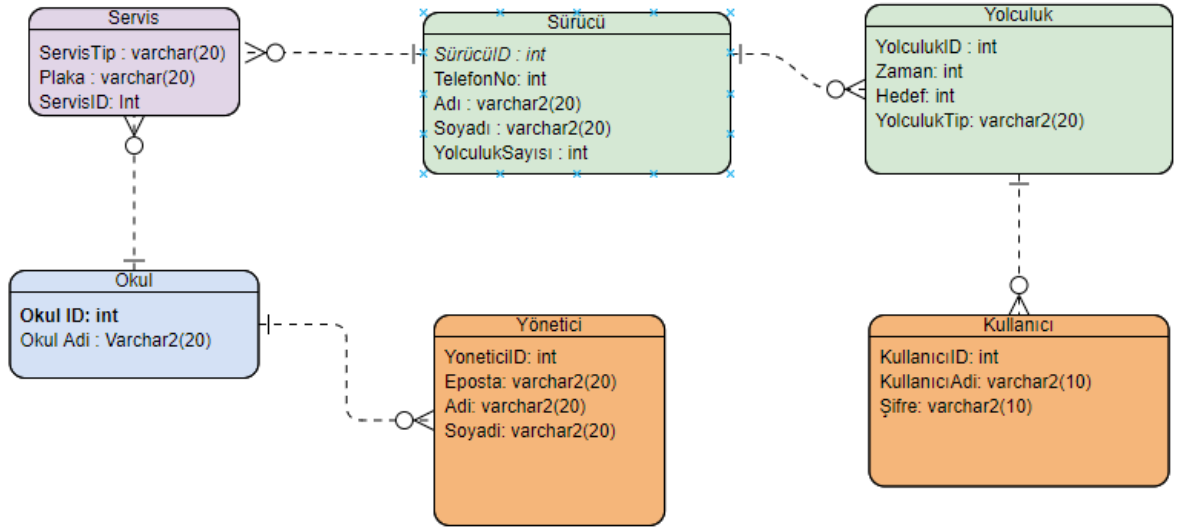 Servis
ServisTip : varchar(20)
Plaka : varchar(20)
ServisID: Int
Sürücü
SürücüID : int
TelefonNo: int
Adı : varchar2(20)
Soyadı : varchar2(20)
YolculukSayısı : int
Yolculuk
YolculukID : int
Zaman: int
Hedef: int
YolculukTip: varchar2(20)
Okul
Okul ID: int
Okul Adi : Varchar2(20)
Yönetici
YoneticiID: int
Eposta: varchar2(20)
Adi: varchar2(20)
Soyadi: varchar2(20)
Kullanıcı
KullanıcıID: int
KullanıcıAdi: varchar2(10)
Şifre: varchar2(10)